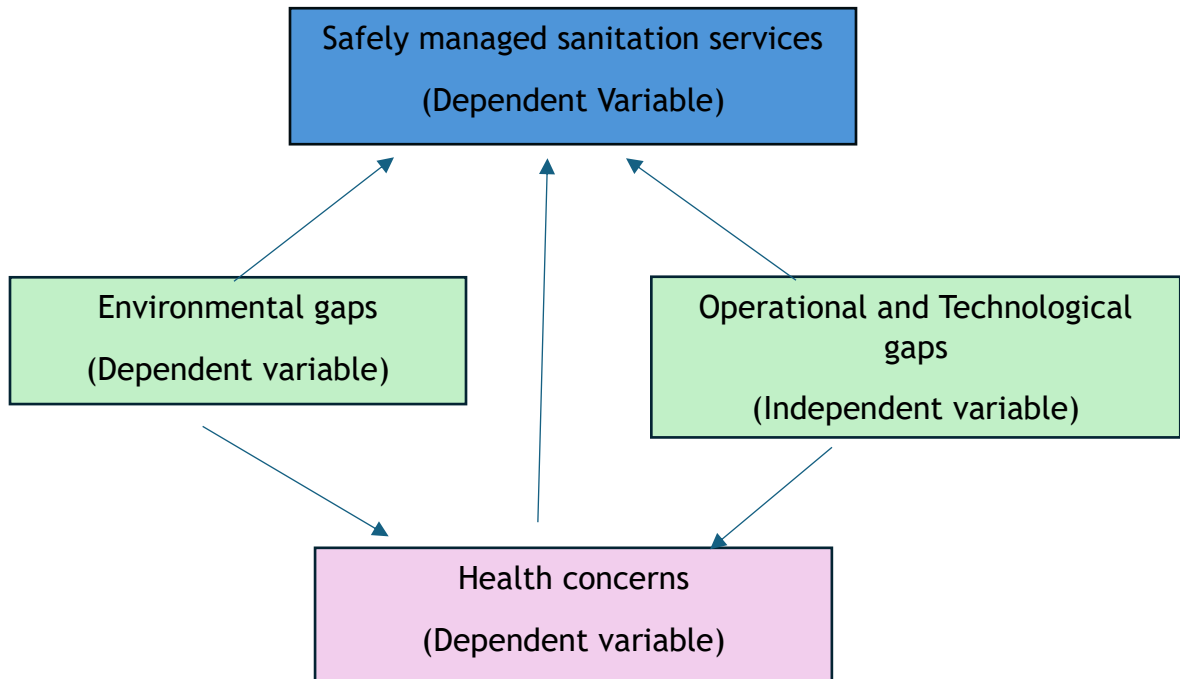 Safely managed sanitation services
(Dependent Variable)
Environmental gaps
(Dependent variable)
Operational and Technological
gaps
(Independent variable)
Health concerns
(Dependent variable)